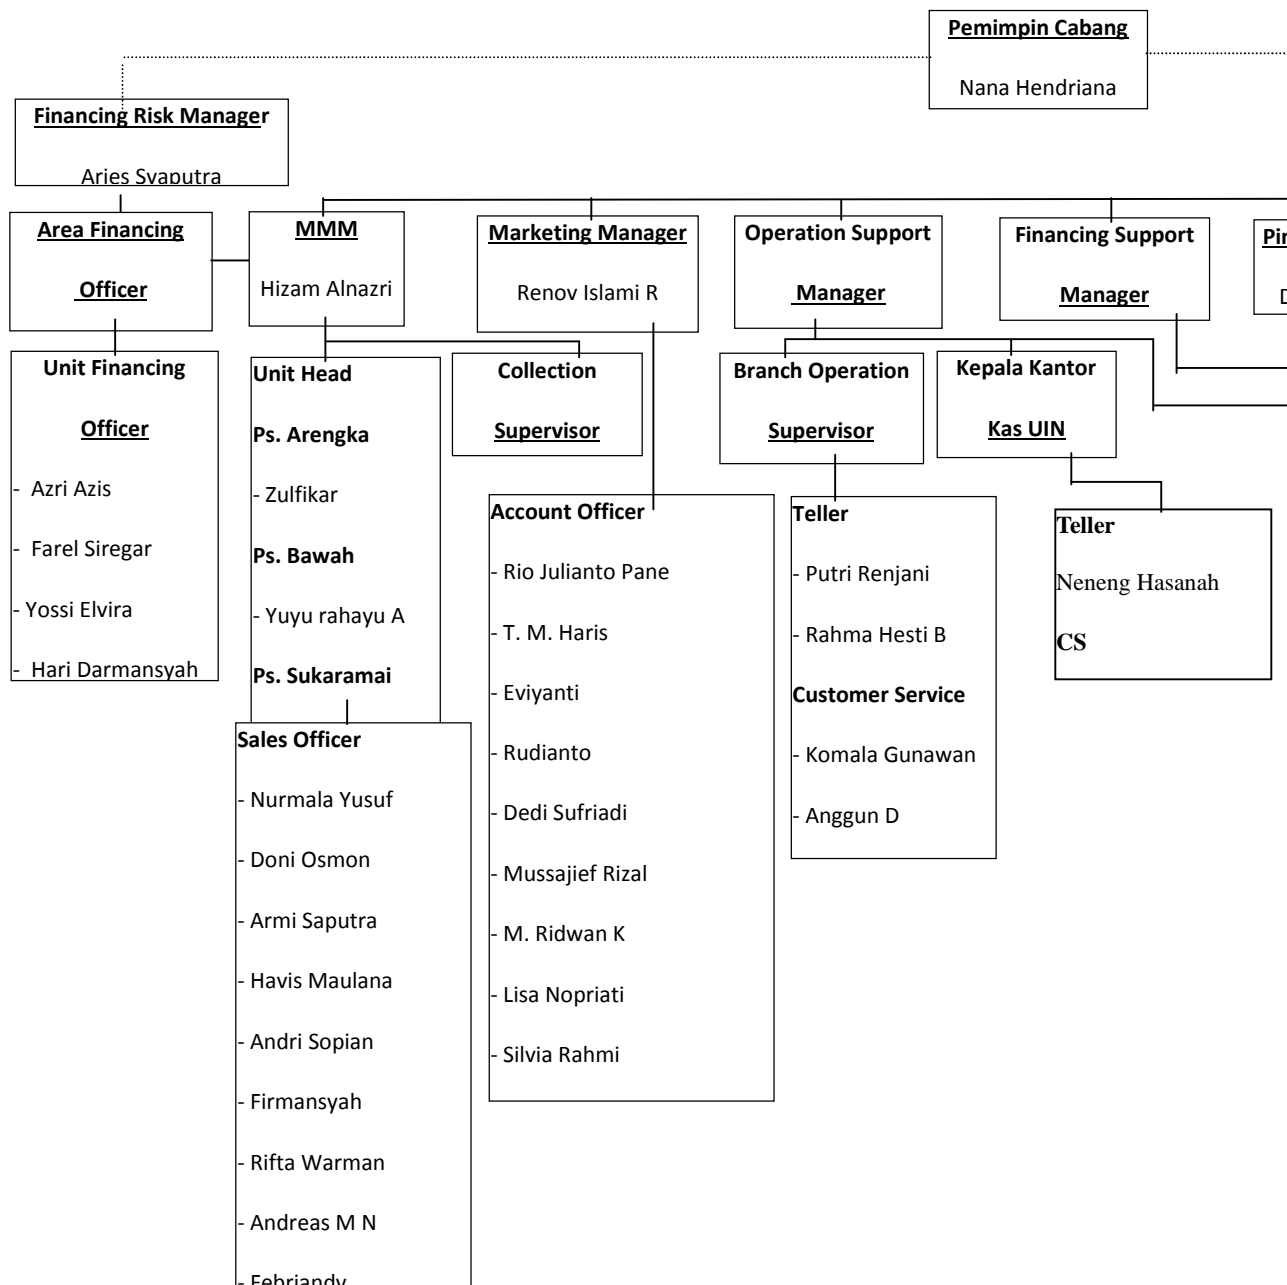 Pemimpin Cabang
Nana Hendriana
Financing Risk Manager
Aries Syaputra
Area Financing
Officer
MMM
Hizam Alnazri
Marketing Manager
Renov Islami R
Operation Support
Manager
Financing Support
Manager
Unit Financing
Officer
- Azri Azis
- Farel Siregar
- Yossi Elvira
- Hari Darmansyah
Unit Head
Ps. Arengka
- Zulfikar
Ps. Bawah
- Yuyu rahayu A
Ps. Sukaramai
Collection
Supervisor
Branch Operation
Supervisor
Kepala Kantor
Kas UIN
Account Officer
- Rio Julianto Pane
- T. M. Haris
- Eviyanti
- Rudianto
- Dedi Sufriadi
- Mussajief Rizal
- M. Ridwan K
- Lisa Nopriati
- Silvia Rahmi
Teller
- Putri Renjani
- Rahma Hesti B
Customer Service
- Komala Gunawan
- Anggun D
Teller
Neneng Hasanah
CS
Sales Officer
- Nurmala Yusuf
- Doni Osmon
- Armi Saputra
- Havis Maulana
- Andri Sopian
- Firmansyah
- Rifta Warman
- Andreas M N
- Febriandy